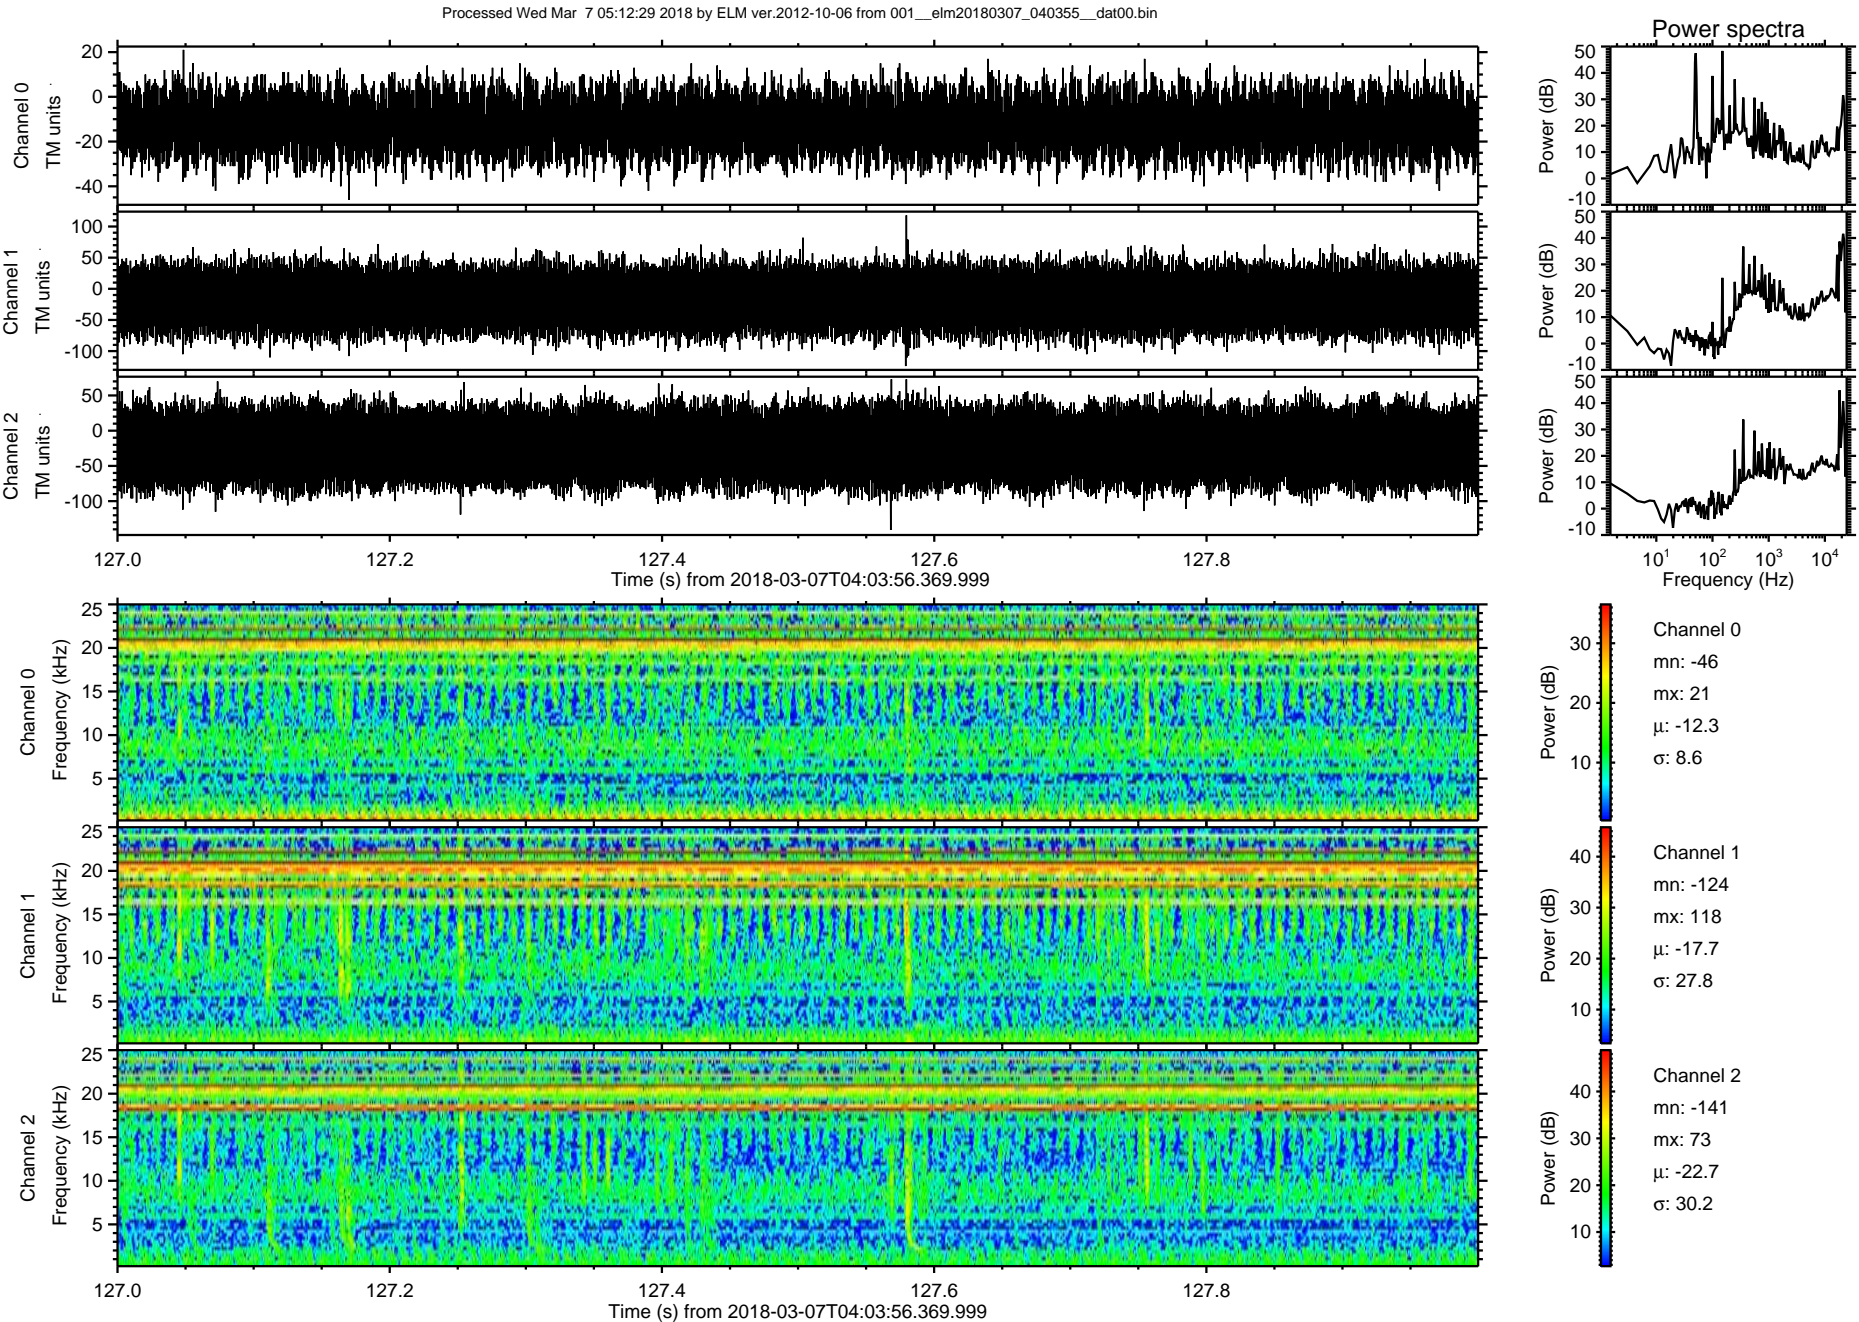 Processed Wed Mar  7 05:12:29 2018 by ELM ver.2012-10-06 from 001__elm20180307_040355__dat00.bin
Power spectra
Channel 0
TM units
20
0
-20
-40
Power (dB)
50
40
30
20
10
0
-10
Channel 1
TM units
100
50
0
-50
-100
Power (dB)
50
40
30
20
10
0
-10
Channel 2
TM units
50
0
-50
-100
Power (dB)
50
40
30
20
10
0
-10
127.0 127.2 127.4 127.6 127.8
Time (s) from 2018-03-07T04:03:56.369.999
10^1 10^2 10^3 10^4
Frequency (Hz)
Channel 0
Frequency (kHz)
25
20
15
10
5
Power (dB)
30
20
10
Channel 0
mn: -46
mx: 21
μ: -12.3
σ: 8.6
Channel 1
Frequency (kHz)
25
20
15
10
5
Power (dB)
40
30
20
10
Channel 1
mn: -124
mx: 118
μ: -17.7
σ: 27.8
Channel 2
Frequency (kHz)
25
20
15
10
5
Power (dB)
40
30
20
10
Channel 2
mn: -141
mx: 73
μ: -22.7
σ: 30.2
127.0 127.2 127.4 127.6 127.8
Time (s) from 2018-03-07T04:03:56.369.999